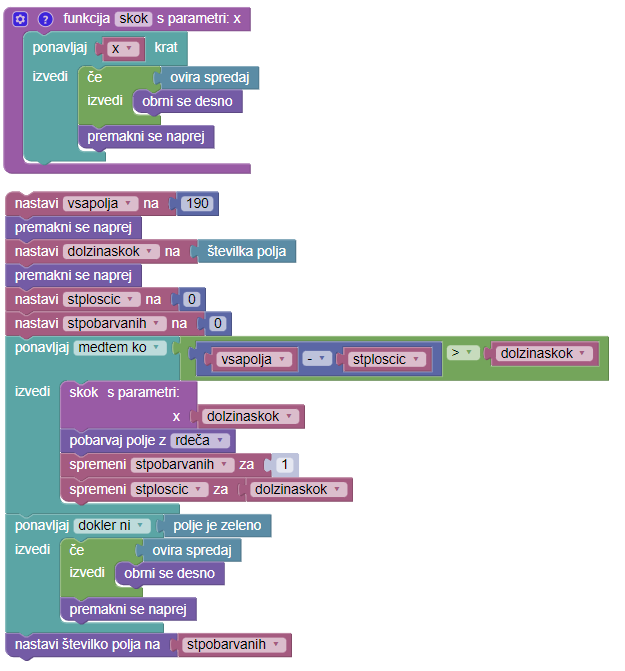 ? funkcija skok s parametri: x
ponavljaj x krat
izvedi če ovira spredaj
izvedi obrni se desno
premakni se naprej
nastavi vsapolja na 190
premakni se naprej
nastavi dolzinaskok na številka polja
premakni se naprej
nastavi stploscic na 0
nastavi stpobarvanih na 0
ponavljaj medtem ko vsapolja - stploscic > dolzinaskok
izvedi skok s parametri:
x dolzinaskok
pobarvaj polje z rdeča
spremeni stpobarvanih za 1
spremeni stploscic za dolzinaskok
ponavljaj dokler ni polje je zeleno
izvedi če ovira spredaj
izvedi obrni se desno
premakni se naprej
nastavi številko polja na stpobarvanih